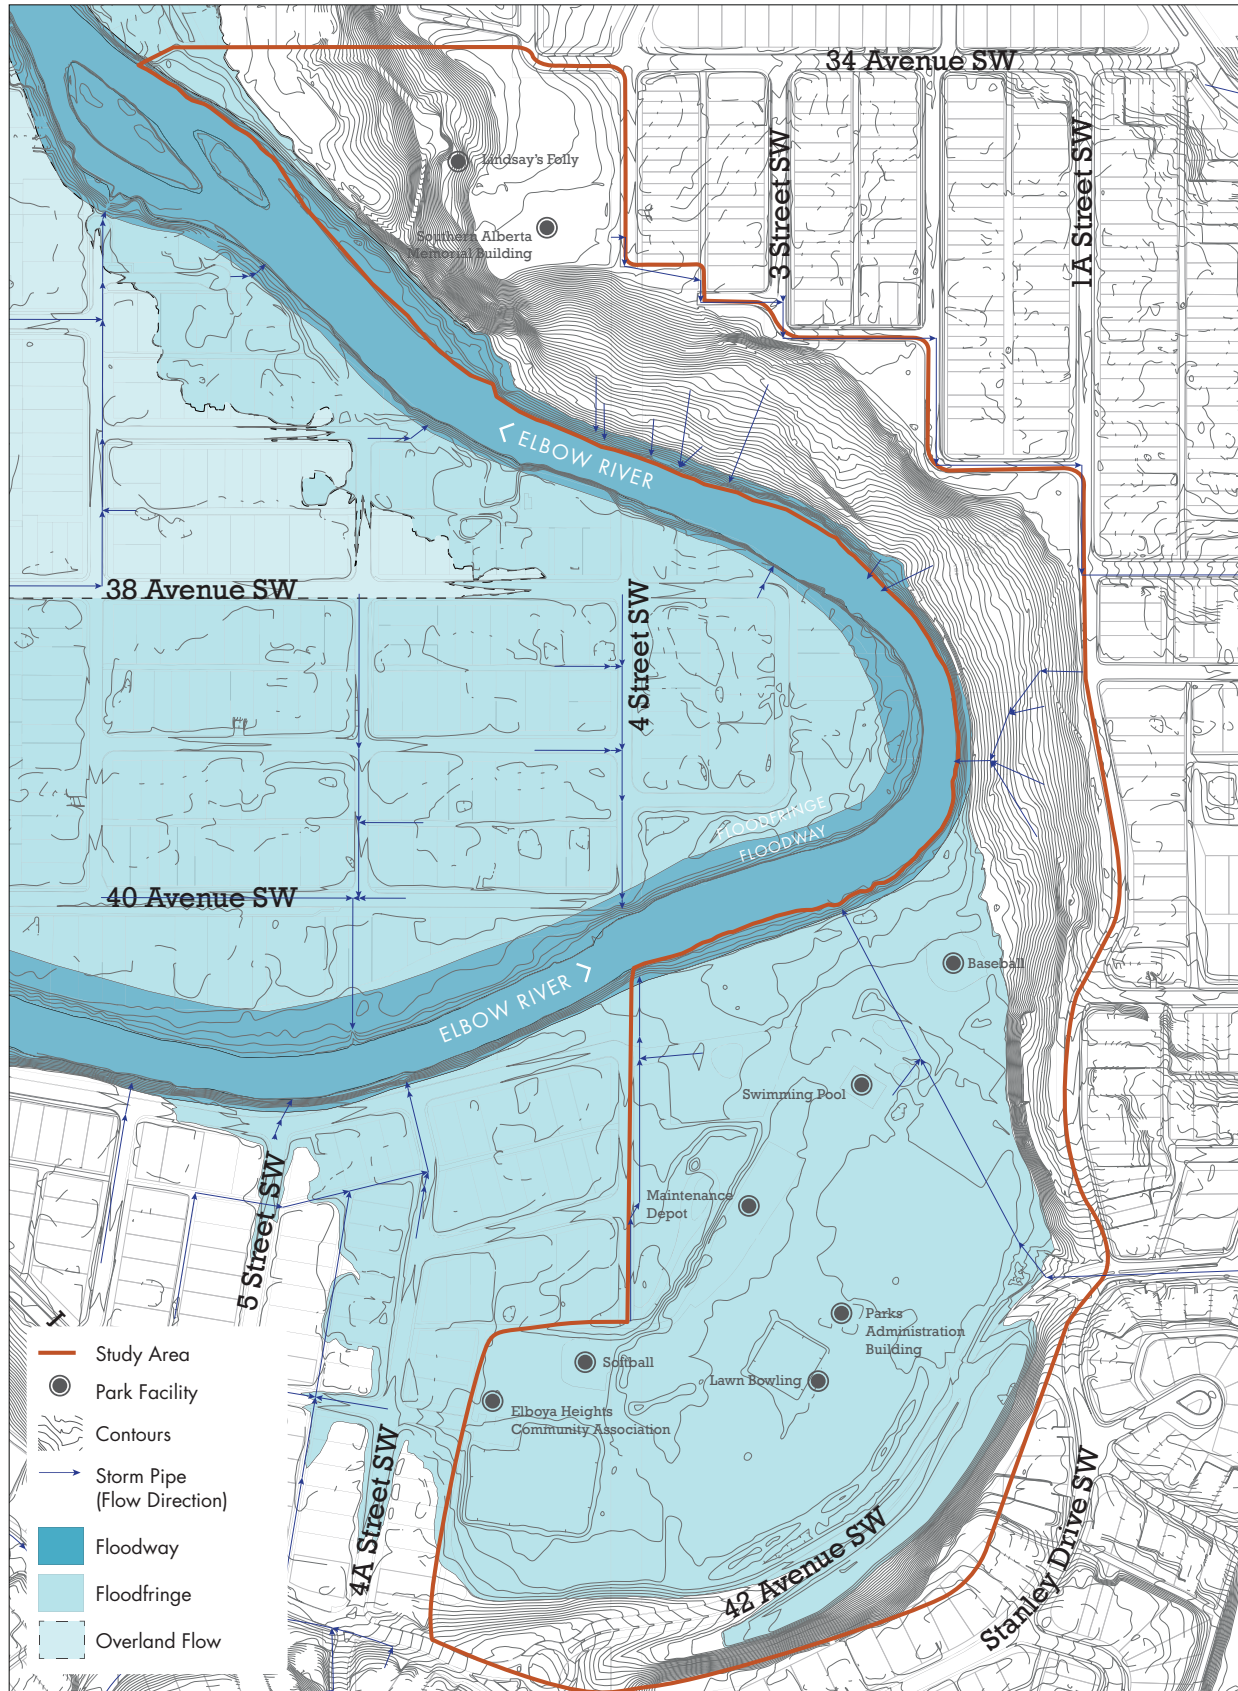 34 Avenue SW
3 Street SW
1A Street SW
Lindsay's Folly
Southern Alberta
Memorial Building
< ELBOW RIVER
38 Avenue SW
4 Street SW
FLOODFRINGE
FLOODWAY
40 Avenue SW
ELBOW RIVER >
Baseball
Swimming Pool
Maintenance
Depot
5 Street SW
Parks
Administration
Building
Softball
Lawn Bowling
Elboya Heights
Community Association
4A Street SW
42 Avenue SW
Stanley Drive SW
Study Area
Park Facility
Contours
Storm Pipe
(Flow Direction)
Floodway
Floodfringe
Overland Flow